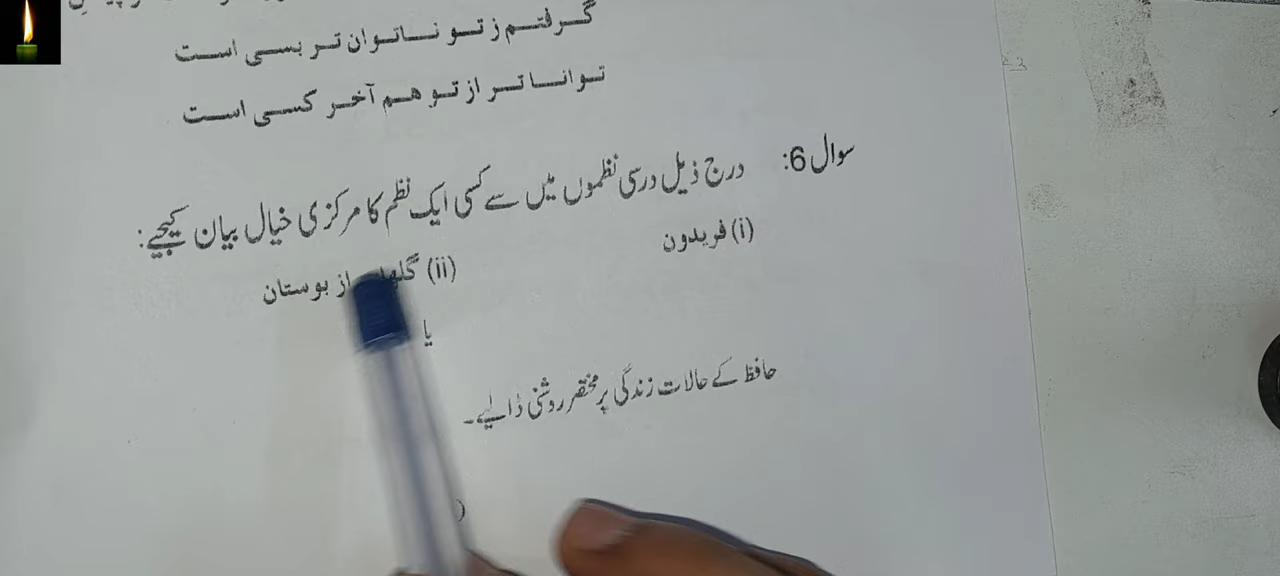 گرفتم ز تو ناتوان تر بسی است
توانا تر از تو هم آخر کسی است
سوال 6: درج ذیل درسی نظموں میں سے کسی ایک نظم کا مرکزی خیال بیان کیجیے:
(i) فریدون (ii) از بوستان
یا
حافظ کے حالات زندگی پر مختصر روشنی ڈالیے۔